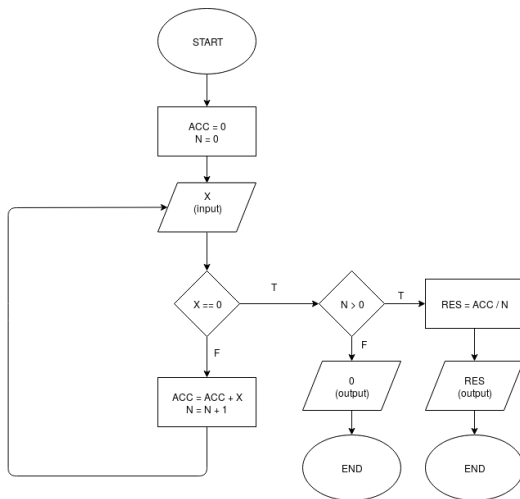 START
ACC = 0
N = 0
X
(input)
X == 0
T
N > 0
T
RES = ACC / N
F
F
ACC = ACC + X
N = N + 1
0
(output)
RES
(output)
END
END